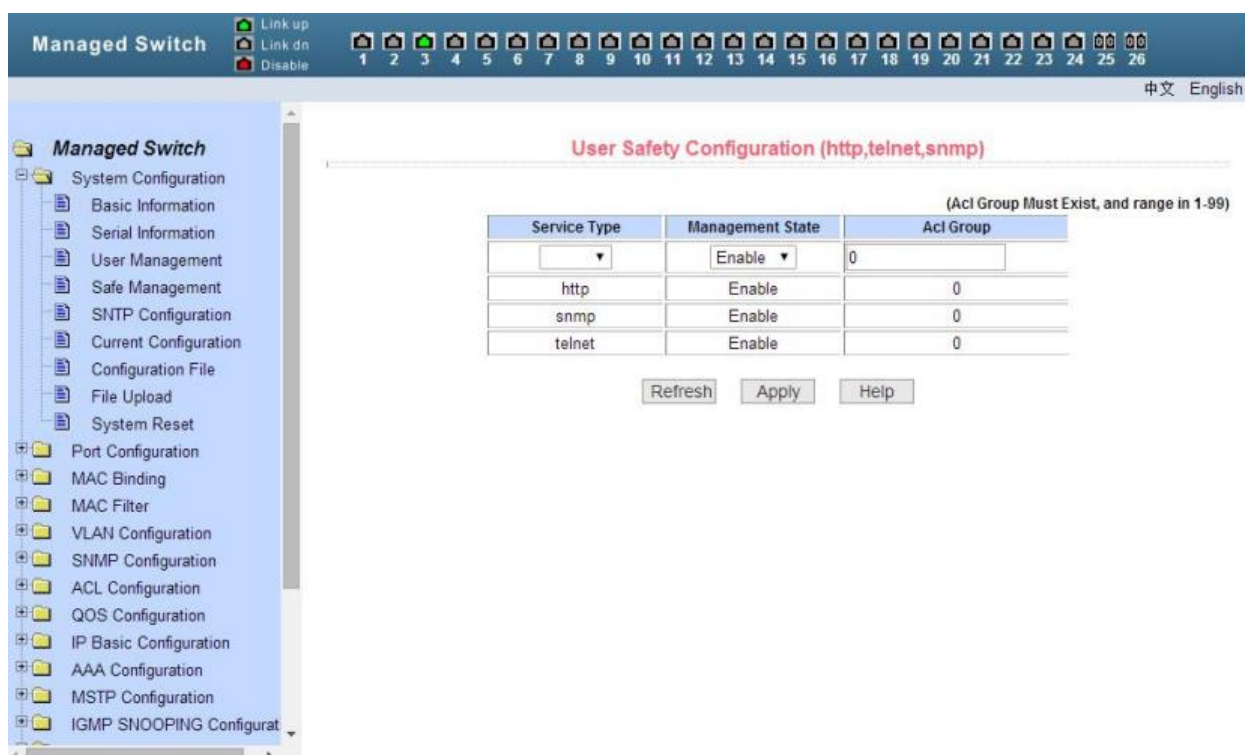 Managed Switch
Link up
Link dn
Disable
1 2 3 4 5 6 7 8 9 10 11 12 13 14 15 16 17 18 19 20 21 22 23 24 25 26
中文 English
Managed Switch
System Configuration
Basic Information
Serial Information
User Management
Safe Management
SNTP Configuration
Current Configuration
Configuration File
File Upload
System Reset
Port Configuration
MAC Binding
MAC Filter
VLAN Configuration
SNMP Configuration
ACL Configuration
QOS Configuration
IP Basic Configuration
AAA Configuration
MSTP Configuration
IGMP SNOOPING Configurat
User Safety Configuration (http,telnet,snmp)
(Acl Group Must Exist, and range in 1-99)
Service Type Management State Acl Group
Enable 0
http Enable 0
snmp Enable 0
telnet Enable 0
Refresh Apply Help